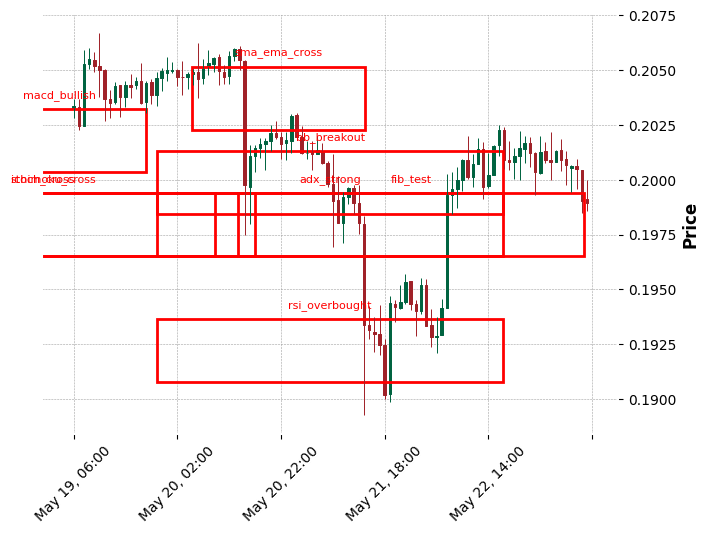 0.2075
sma_ema_cross
0.2050
macd_bullish
0.2025
bb_breakout
0.2000
adx_strong
fib_test
0.1975
Price
0.1950
rsi_overbought
0.1925
0.1900
May 19, 06:00
May 20, 02:00
May 20, 22:00
May 21, 18:00
May 22, 14:00